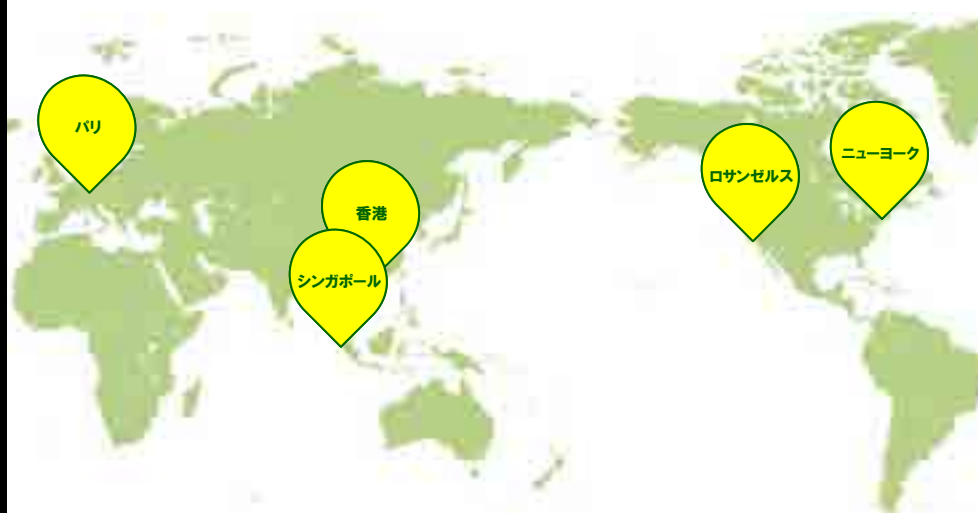 パリ
ニューヨーク
ロサンゼルス
香港
シンガポール